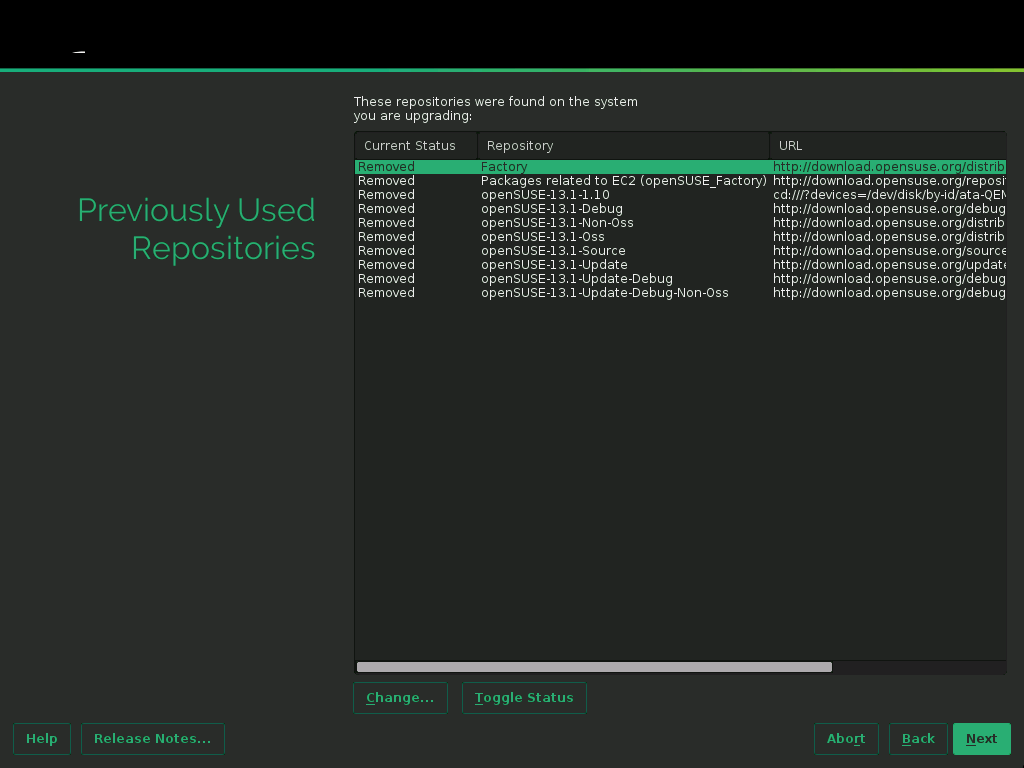 These repositories were found on the system
you are upgrading:
Previously Used
Repositories
Current Status Repository URL
Removed Factory http://download.opensuse.org/distrib
Removed Packages related to EC2 (openSUSE_Factory) http://download.opensuse.org/reposi
Removed openSUSE-13.1-1.10 cd:///?devices=/dev/disk/by-id/ata-QEM
Removed openSUSE-13.1-Debug http://download.opensuse.org/debug
Removed openSUSE-13.1-Non-Oss http://download.opensuse.org/distrib
Removed openSUSE-13.1-Oss http://download.opensuse.org/distrib
Removed openSUSE-13.1-Source http://download.opensuse.org/source
Removed openSUSE-13.1-Update http://download.opensuse.org/update
Removed openSUSE-13.1-Update-Debug http://download.opensuse.org/debug
Removed openSUSE-13.1-Update-Debug-Non-Oss http://download.opensuse.org/debug
Change... Toggle Status
Help Release Notes... Abort Back Next